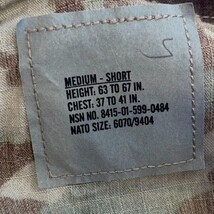 MEDIUM - SHORT
HEIGHT: 63 TO 67 IN.
CHEST: 37 TO 41 IN.
NSN NO. 8415-01-599-0484
NATO SIZE: 6070/9404